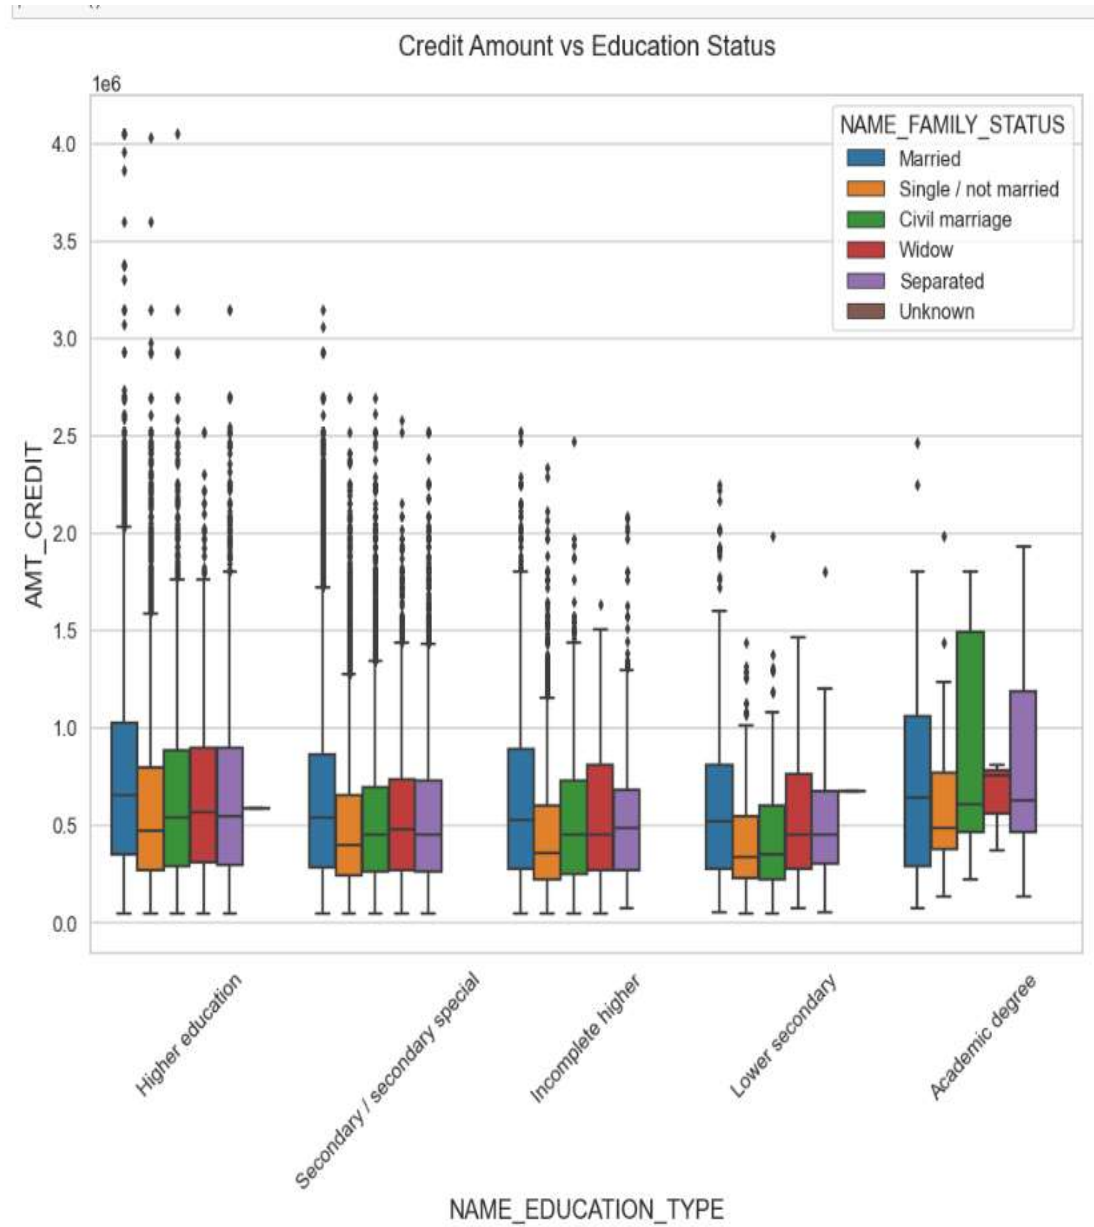 Credit Amount vs Education Status
1e6
NAME_FAMILY_STATUS
Married
Single / not married
Civil marriage
Widow
Separated
Unknown
4.0
3.5
3.0
2.5
2.0
1.5
1.0
0.5
0.0
AMT_CREDIT
Higher education
Secondary / secondary special
Incomplete higher
Lower secondary
Academic degree
NAME_EDUCATION_TYPE